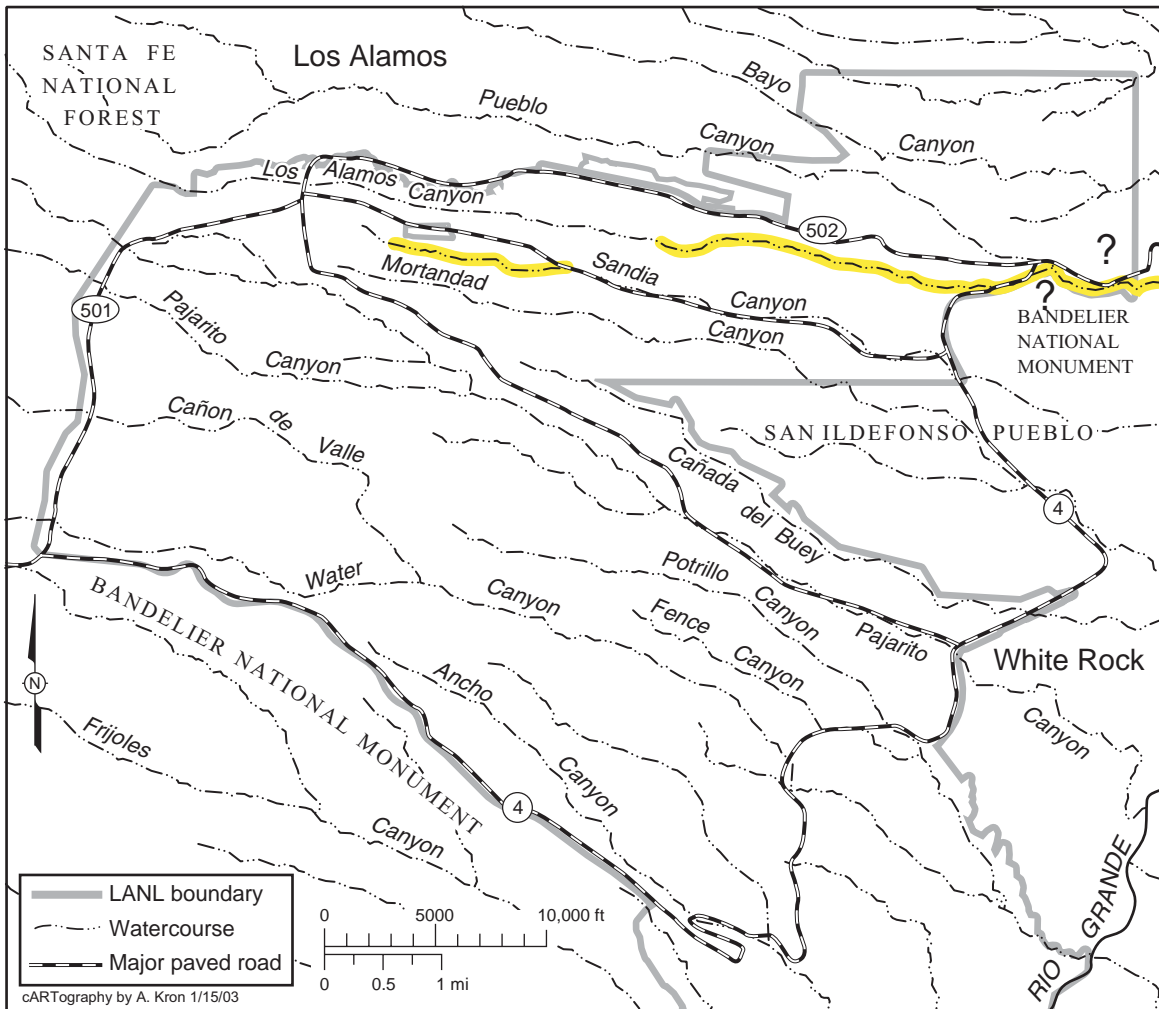 SANTA FE
NATIONAL
FOREST
Los Alamos
Bayo
Pueblo
Canyon
Canyon
Los Alamos
Canyon
502
?
Mortandad
Sandia
Canyon
?
501
Pajarito
Canyon
BANDELIER
NATIONAL
MONUMENT
Canyon
Cañon de Valle
SAN ILDEFONSO PUEBLO
Cañada del Buey
4
Water
Canyon
Potrillo
Canyon
Fence
Canyon
Pajarito
White Rock
BANDELIER NATIONAL MONUMENT
N
Ancho
Canyon
Canyon
Frijoles
Canyon
4
RIO GRANDE
LANL boundary
Watercourse
Major paved road
0 5000 10,000 ft
0 0.5 1 mi
cARTography by A. Kron 1/15/03